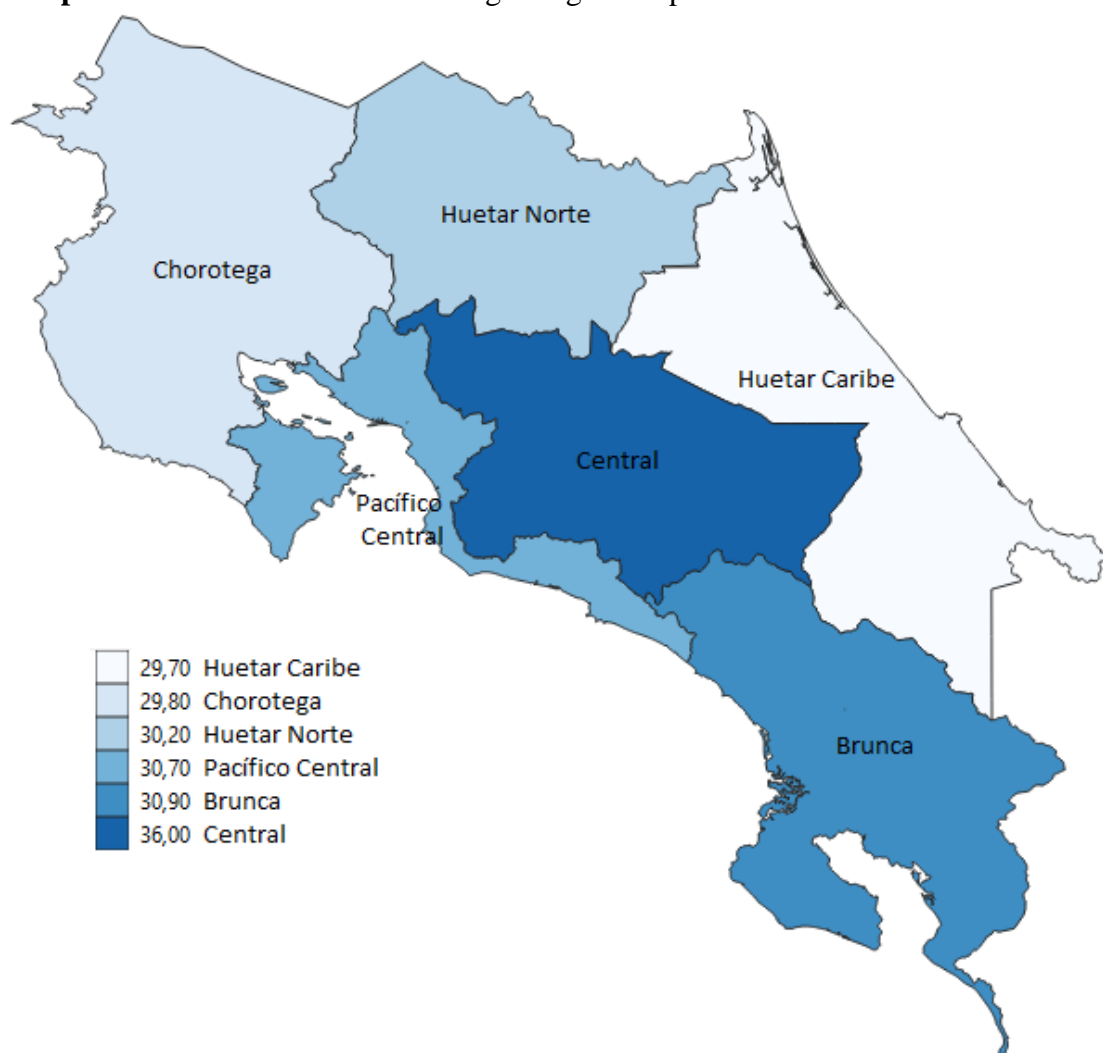 Huetar Norte
Chorotega
Huetar Caribe
Central
Pacífico
Central
29,70 Huetar Caribe
29,80 Chorotega
30,20 Huetar Norte
30,70 Pacífico Central
30,90 Brunca
36,00 Central
Brunca